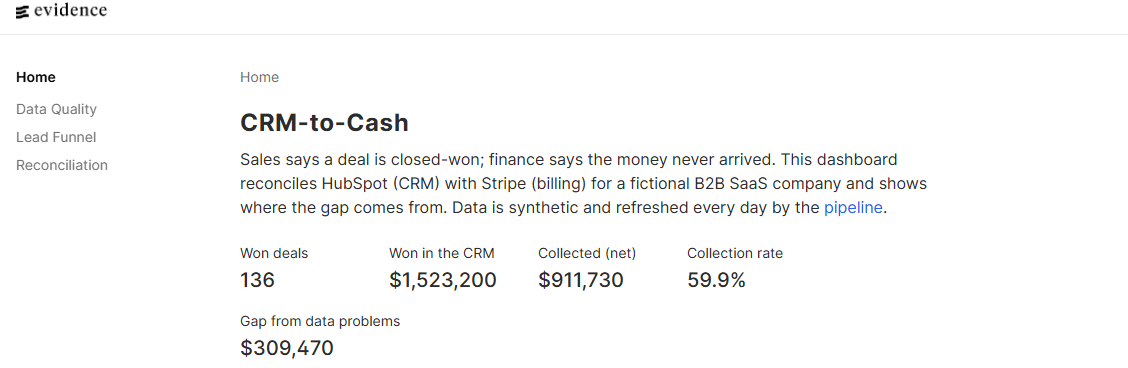 evidence
Home
Data Quality
Lead Funnel
Reconciliation
Home
CRM-to-Cash
Sales says a deal is closed-won; finance says the money never arrived. This dashboard
reconciles HubSpot (CRM) with Stripe (billing) for a fictional B2B SaaS company and shows
where the gap comes from. Data is synthetic and refreshed every day by the pipeline.
Won deals
136
Won in the CRM
$1,523,200
Collected (net)
$911,730
Collection rate
59.9%
Gap from data problems
$309,470